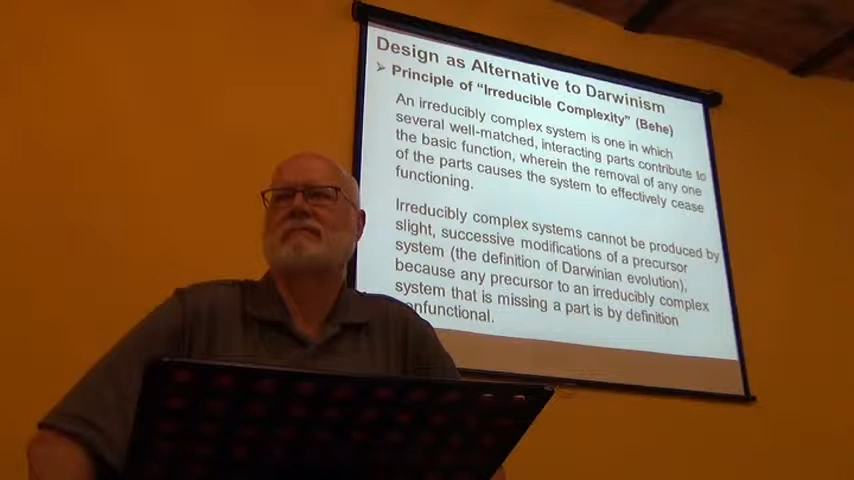 Design as Alternative to Darwinism
➢ Principle of "Irreducible Complexity" (Behe)
An irreducibly complex system is one in which
several well-matched, interacting parts contribute to
the basic function, wherein the removal of any one
of the parts causes the system to effectively cease
functioning.
Irreducibly complex systems cannot be produced by
slight, successive modifications of a precursor
system (the definition of Darwinian evolution),
because any precursor to an irreducibly complex
system that is missing a part is by definition
onfunctional.